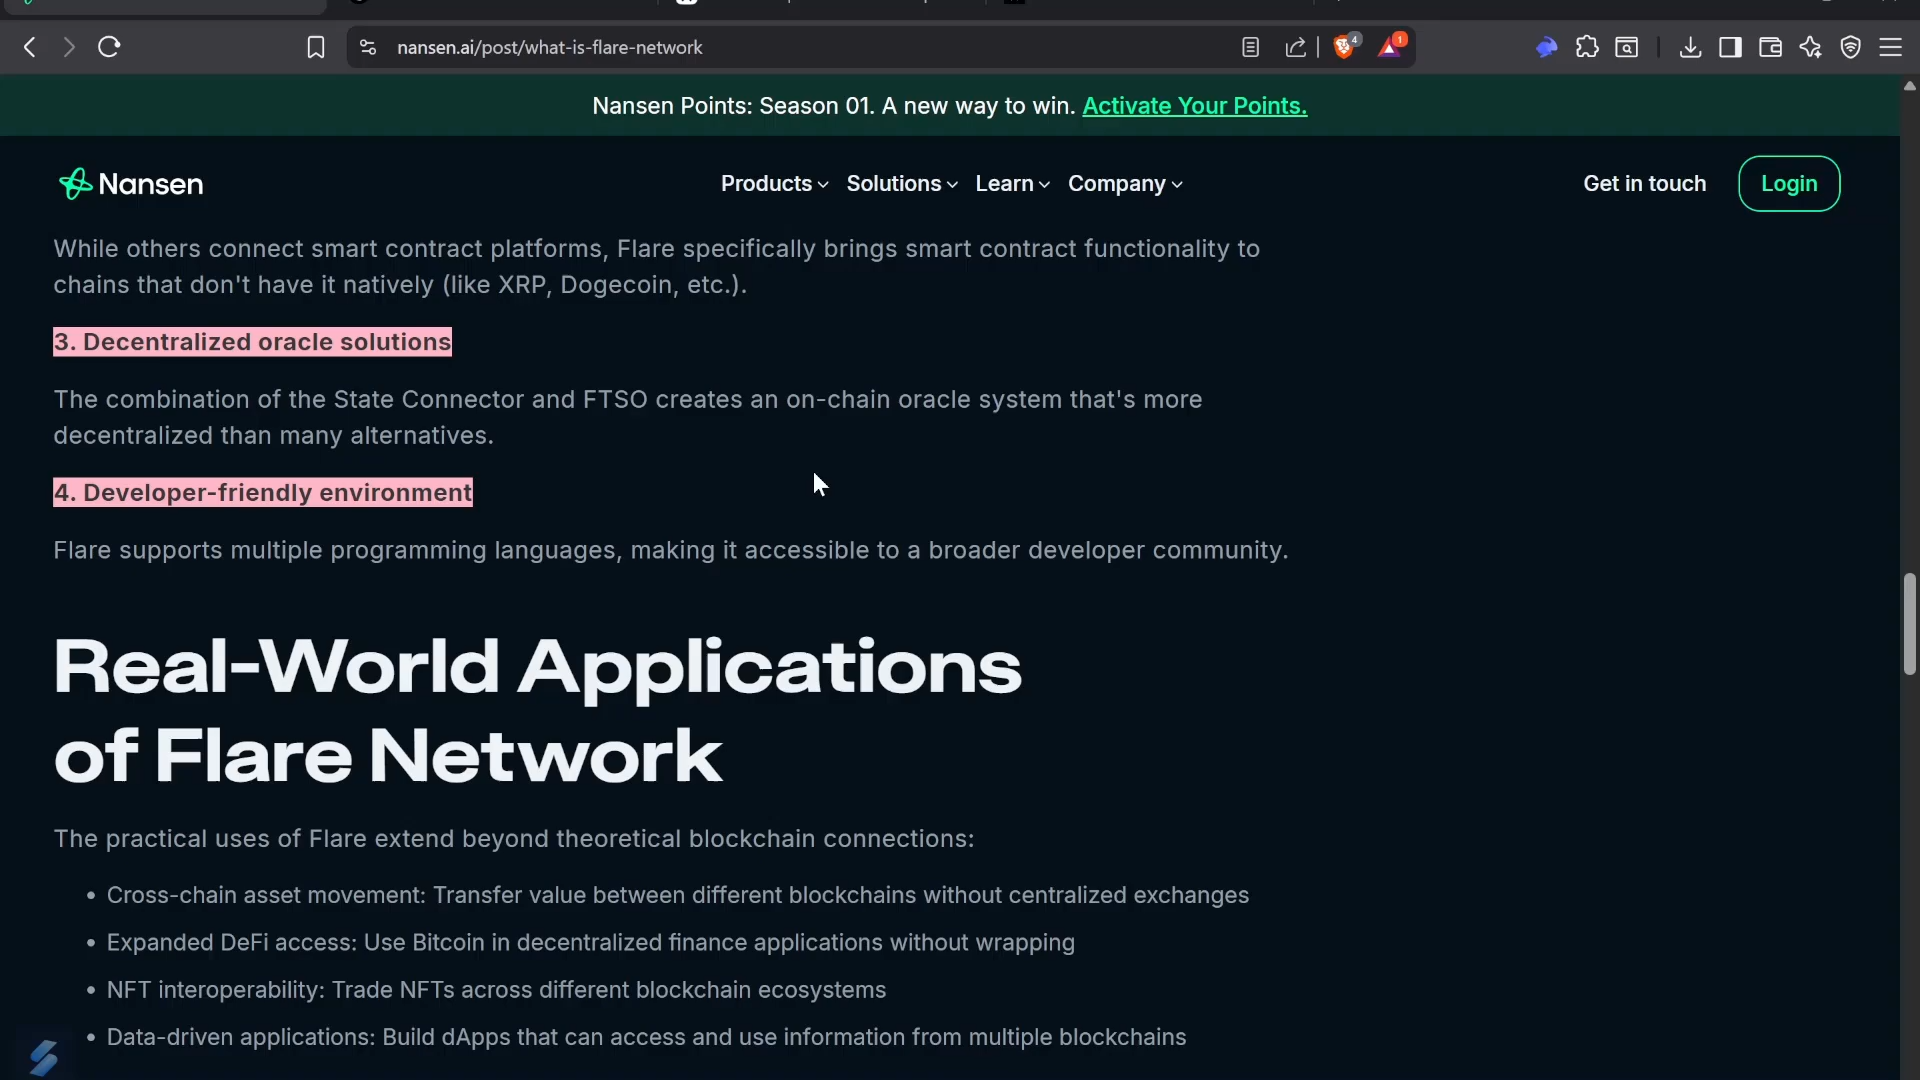 nansen.ai/post/what-is-flare-network
4
1
Nansen Points: Season 01. A new way to win. Activate Your Points.
Nansen
Products
Solutions
Learn
Company
Get in touch
Login
While others connect smart contract platforms, Flare specifically brings smart contract functionality to
chains that don't have it natively (like XRP, Dogecoin, etc.).
3. Decentralized oracle solutions
The combination of the State Connector and FTSO creates an on-chain oracle system that's more
decentralized than many alternatives.
4. Developer-friendly environment
Flare supports multiple programming languages, making it accessible to a broader developer community.
Real-World Applications
of Flare Network
The practical uses of Flare extend beyond theoretical blockchain connections:
• Cross-chain asset movement: Transfer value between different blockchains without centralized exchanges
• Expanded DeFi access: Use Bitcoin in decentralized finance applications without wrapping
• NFT interoperability: Trade NFTs across different blockchain ecosystems
• Data-driven applications: Build dApps that can access and use information from multiple blockchains